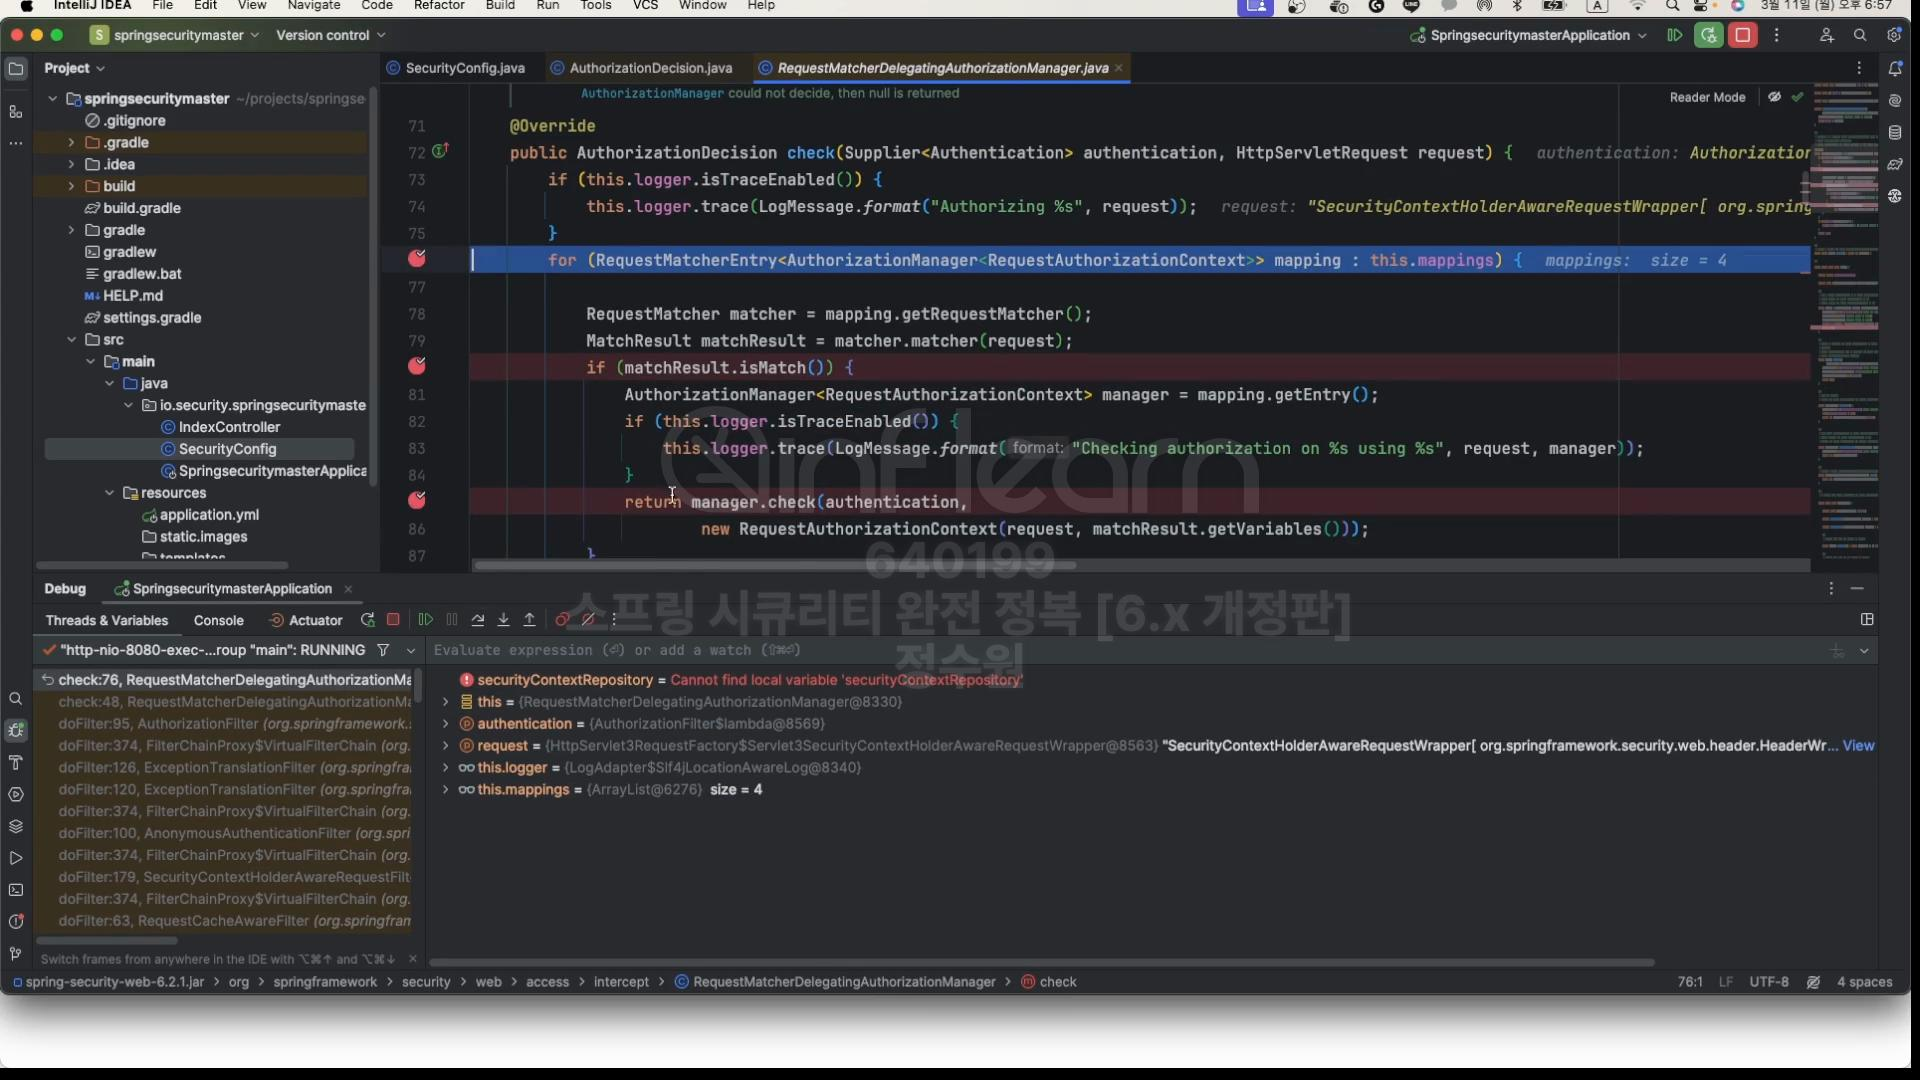 IntelliJ IDEA File Edit View Navigate Code Refactor Build Run Tools VCS Window Help 3월 11일 (월) 오후 6:57
S springsecuritymaster Version control SpringsecuritymasterApplication
Project SecurityConfig.java AuthorizationDecision.java RequestMatcherDelegatingAuthorizationManager.java
springsecuritymaster ~/projects/springse
.gitignore
.gradle
.idea
build
build.gradle
gradle
gradlew
gradlew.bat
HELP.md
settings.gradle
src
main
java
io.security.springsecuritymaste
IndexController
SecurityConfig
SpringsecuritymasterApplica
resources
application.yml
static.images
templates
AuthorizationManager could not decide, then null is returned
Reader Mode
71 @Override
72 public AuthorizationDecision check(Supplier<Authentication> authentication, HttpServletRequest request) { authentication: Authorization
73 if (this.logger.isTraceEnabled()) {
74 this.logger.trace(LogMessage.format("Authorizing %s", request)); request: "SecurityContextHolderAwareRequestWrapper[ org.spring
75 }
for (RequestMatcherEntry<AuthorizationManager<RequestAuthorizationContext>> mapping : this.mappings) { mappings: size = 4
77
78 RequestMatcher matcher = mapping.getRequestMatcher();
79 MatchResult matchResult = matcher.matcher(request);
if (matchResult.isMatch()) {
81 AuthorizationManager<RequestAuthorizationContext> manager = mapping.getEntry();
82 if (this.logger.isTraceEnabled()) {
83 this.logger.trace(LogMessage.format( format: "Checking authorization on %s using %s", request, manager));
84 }
return manager.check(authentication,
86 new RequestAuthorizationContext(request, matchResult.getVariables()));
87 }
inflearn
640199
스프링 시큐리티 완전 정복 [6.x 개정판]
정수원
Debug SpringsecuritymasterApplication
Threads & Variables Console Actuator
"http-nio-8080-exec-...roup "main": RUNNING
Evaluate expression (⏎) or add a watch (⇧⌘⏎)
check:76, RequestMatcherDelegatingAuthorizationMa
check:48, RequestMatcherDelegatingAuthorizationM
doFilter:95, AuthorizationFilter (org.springframework.
doFilter:374, FilterChainProxy$VirtualFilterChain (org.
doFilter:126, ExceptionTranslationFilter (org.springfra
doFilter:120, ExceptionTranslationFilter (org.springfra
doFilter:374, FilterChainProxy$VirtualFilterChain (org.
doFilter:100, AnonymousAuthenticationFilter (org.spri
doFilter:374, FilterChainProxy$VirtualFilterChain (org.
doFilter:179, SecurityContextHolderAwareRequestFilt
doFilter:374, FilterChainProxy$VirtualFilterChain (org.
doFilter:63, RequestCacheAwareFilter (org.springfram
Switch frames from anywhere in the IDE with ⌥⌘↑ and ⌥⌘↓
securityContextRepository = Cannot find local variable 'securityContextRepository'
this = {RequestMatcherDelegatingAuthorizationManager@8330}
authentication = {AuthorizationFilter$lambda@8569}
request = {HttpServlet3RequestFactory$Servlet3SecurityContextHolderAwareRequestWrapper@8563} "SecurityContextHolderAwareRequestWrapper[ org.springframework.security.web.header.HeaderWr... View
this.logger = {LogAdapter$Slf4jLocationAwareLog@8340}
this.mappings = {ArrayList@6276} size = 4
spring-security-web-6.2.1.jar > org > springframework > security > web > access > intercept > RequestMatcherDelegatingAuthorizationManager > check 76:1 LF UTF-8 4 spaces